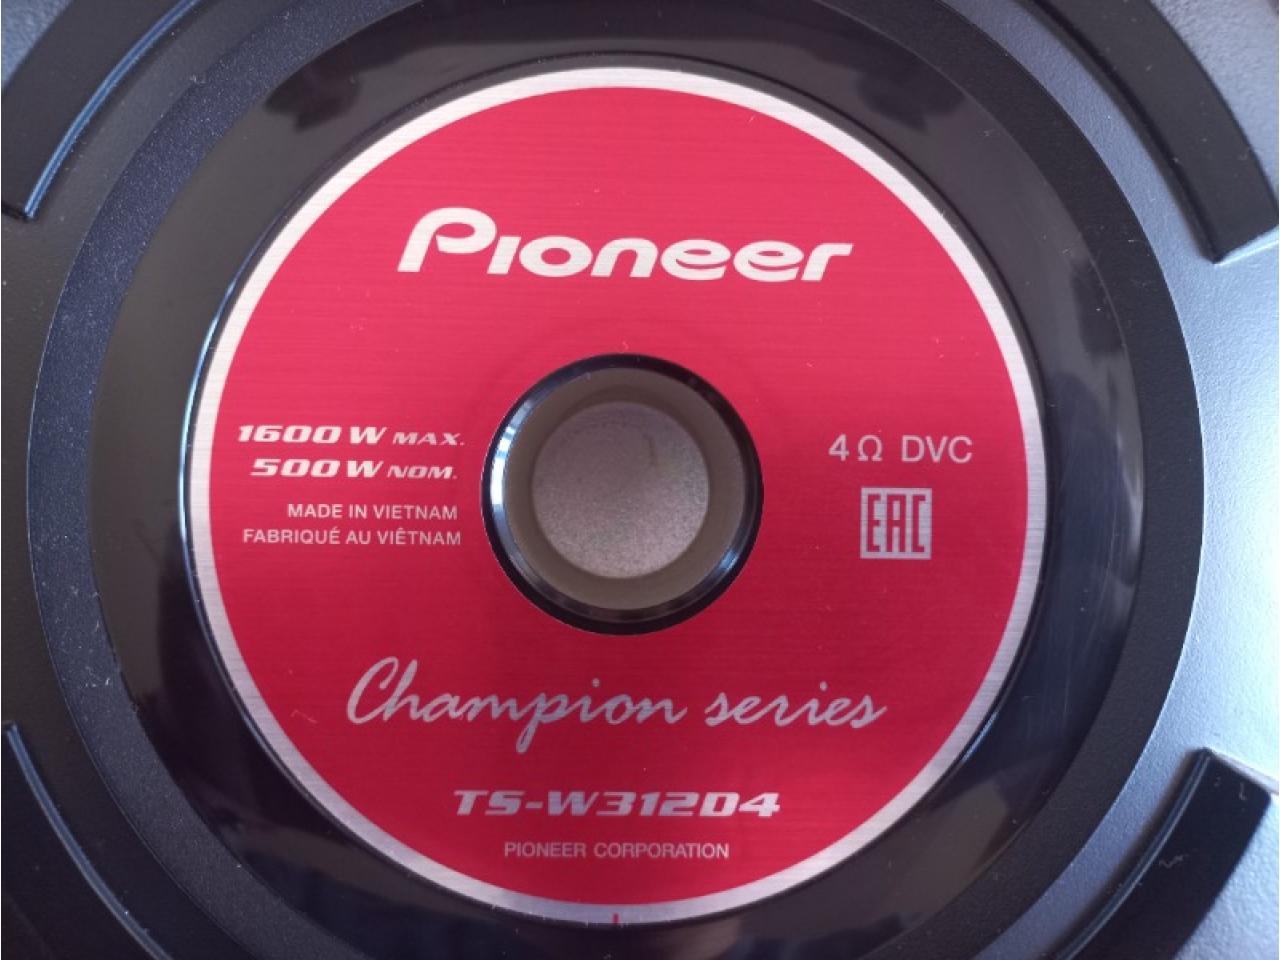 Pioneer
1600 W MAX.
500 W NOM.
MADE IN VIETNAM
FABRIQUÉ AU VIÊTNAM
4 Ω DVC
EAC
Champion series
TS-W312D4
PIONEER CORPORATION